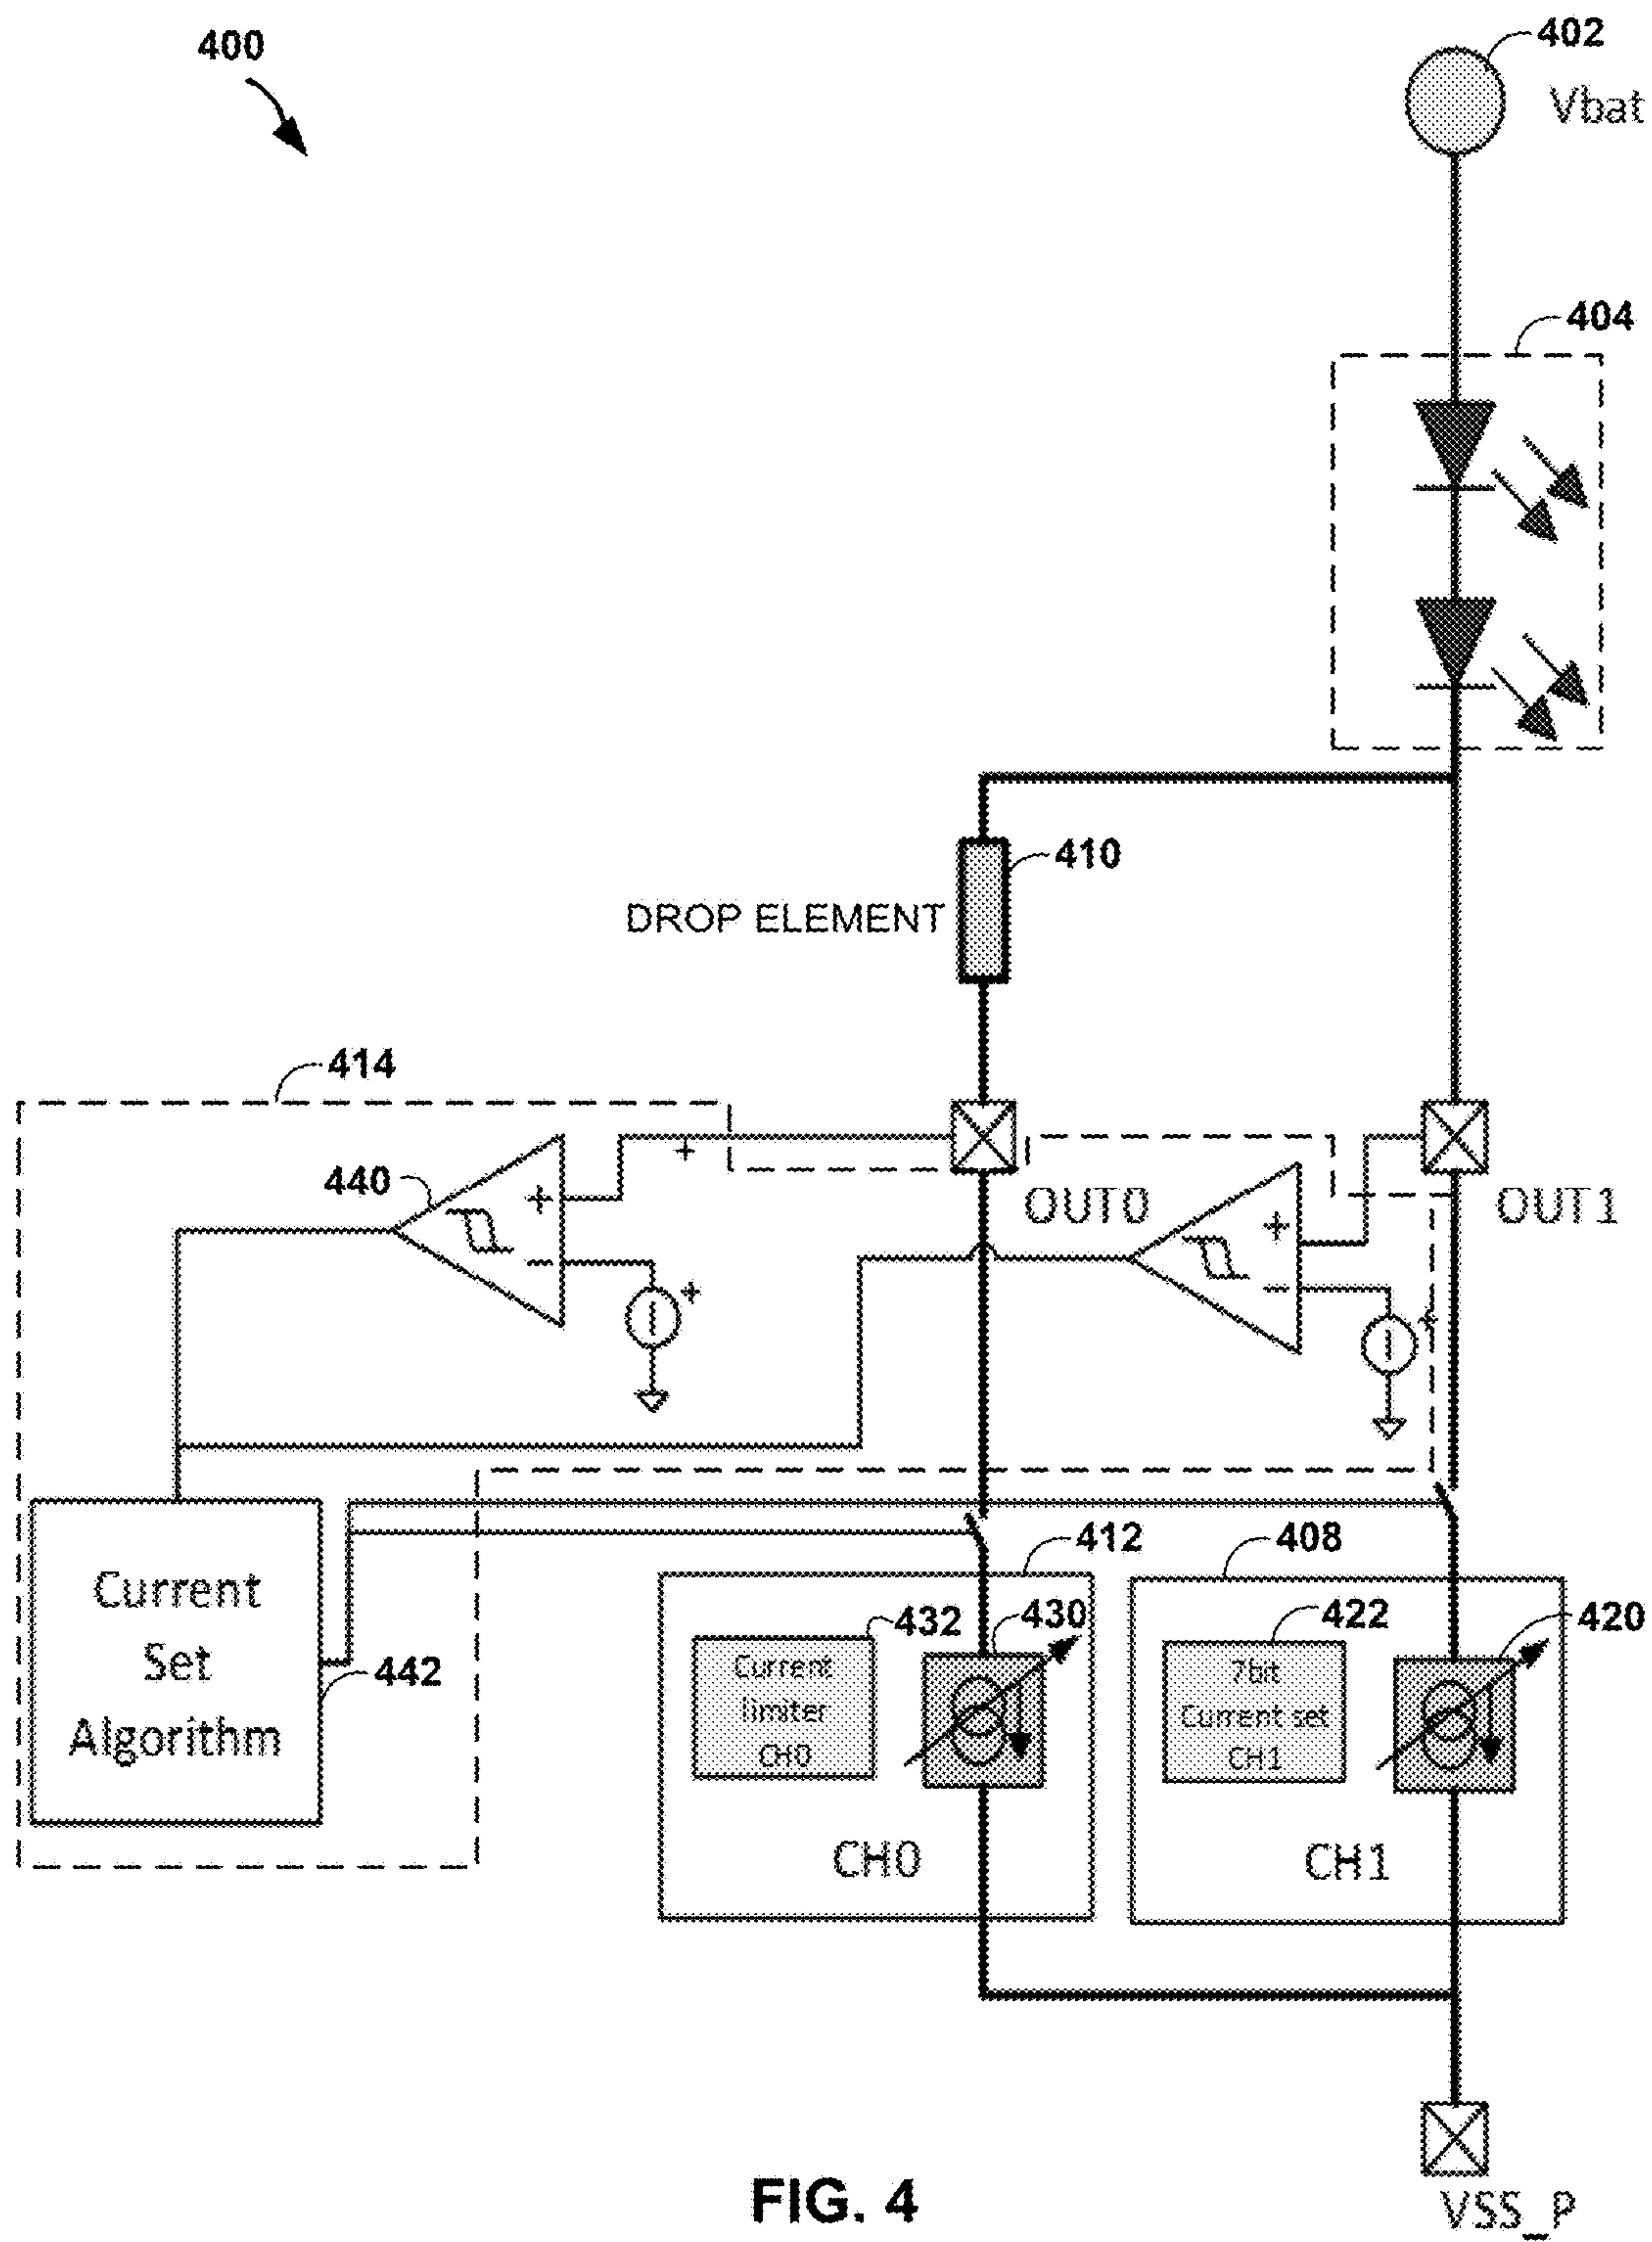 400
402
Vbat
404
410
DROP ELEMENT
414
440
+
+
−
+
OUT0
+
−
+
OUT1
Current
Set
Algorithm
442
412
432
430
Current
limiter
CH0
CH0
408
422
420
7bit
Current set
CH1
CH1
FIG. 4
VSS_P